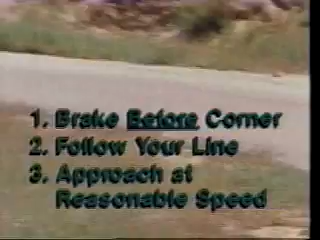 1. Brake Before Corner
2. Follow Your Line
3. Approach at
Reasonable Speed